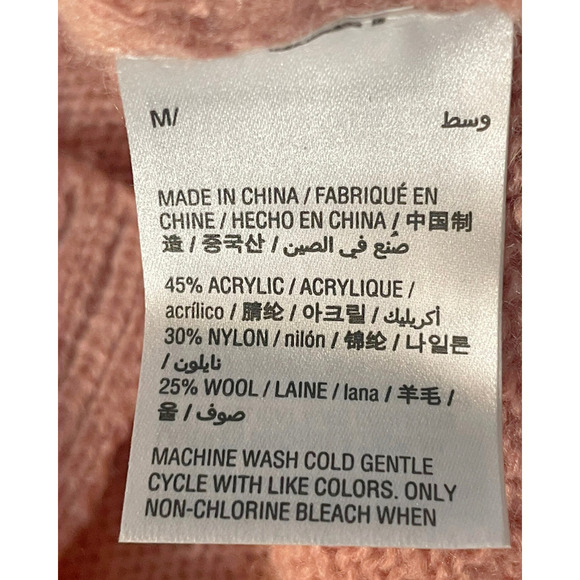 M/ وسط
MADE IN CHINA / FABRIQUÉ EN
CHINE / HECHO EN CHINA / 中国制
造 / 중국산 / صُنع في الصين
45% ACRYLIC / ACRYLIQUE /
acrílico / 腈纶 / 아크릴 / أكريليك
30% NYLON / nilón / 锦纶 / 나일론
/ نايلون
25% WOOL / LAINE / lana / 羊毛 /
울 / صوف
MACHINE WASH COLD GENTLE
CYCLE WITH LIKE COLORS. ONLY
NON-CHLORINE BLEACH WHEN